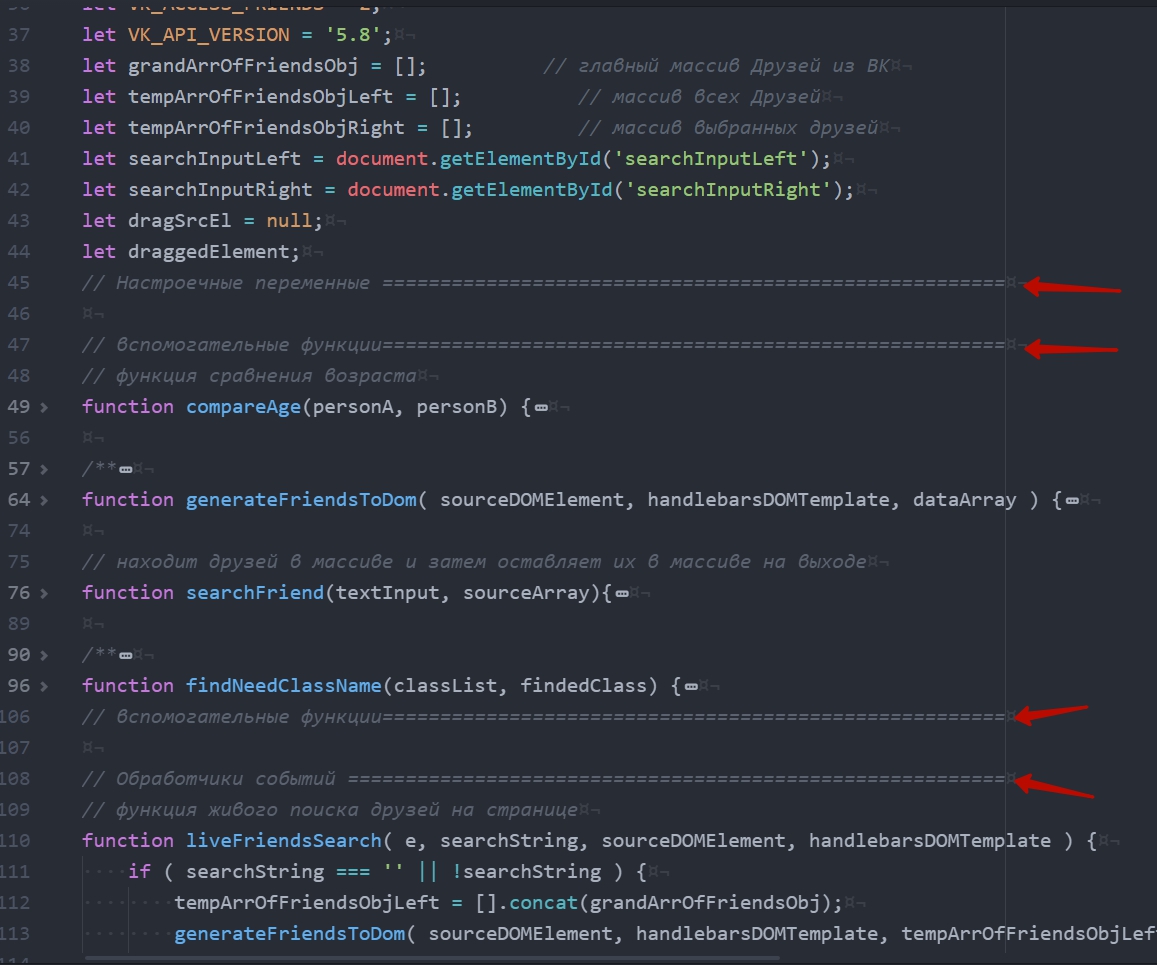 let VK_ACCESS_FRIENDS = 2;
37 let VK_API_VERSION = '5.8';¤¬
38 let grandArrOfFriendsObj = []; // главный массив Друзей из ВК¤¬
39 let tempArrOfFriendsObjLeft = []; // массив всех Друзей¤¬
40 let tempArrOfFriendsObjRight = []; // массив выбранных друзей¤¬
41 let searchInputLeft = document.getElementById('searchInputLeft');¤¬
42 let searchInputRight = document.getElementById('searchInputRight');¤¬
43 let dragSrcEl = null;¤¬
44 let draggedElement;¤¬
45 // Настроечные переменные ======================================================¤¬
46 ¤¬
47 // вспомогательные функции======================================================¤¬
48 // функция сравнения возраста¤¬
49 function compareAge(personA, personB) {…¤¬
56 ¤¬
57 /**…¤¬
64 function generateFriendsToDom( sourceDOMElement, handlebarsDOMTemplate, dataArray ) {…¤¬
74 ¤¬
75 // находит друзей в массиве и затем оставляет их в массиве на выходе¤¬
76 function searchFriend(textInput, sourceArray){…¤¬
89 ¤¬
90 /**…¤¬
96 function findNeedClassName(classList, findedClass) {…¤¬
106 // вспомогательные функции======================================================¤
107 ¤¬
108 // Обработчики событий =========================================================¤
109 // функция живого поиска друзей на странице¤¬
110 function liveFriendsSearch( e, searchString, sourceDOMElement, handlebarsDOMTemplate ) {¤¬
111 ····if ( searchString === '' || !searchString ) {¤¬
112 ········tempArrOfFriendsObjLeft = [].concat(grandArrOfFriendsObj);¤¬
113 ········generateFriendsToDom( sourceDOMElement, handlebarsDOMTemplate, tempArrOfFriendsObjLef